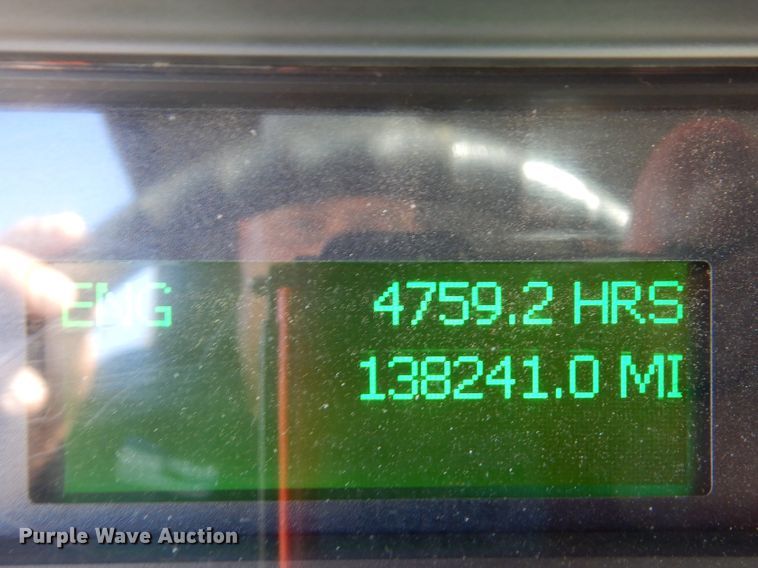 ENG 4759.2 HRS
138241.0 MI
Purple Wave Auction